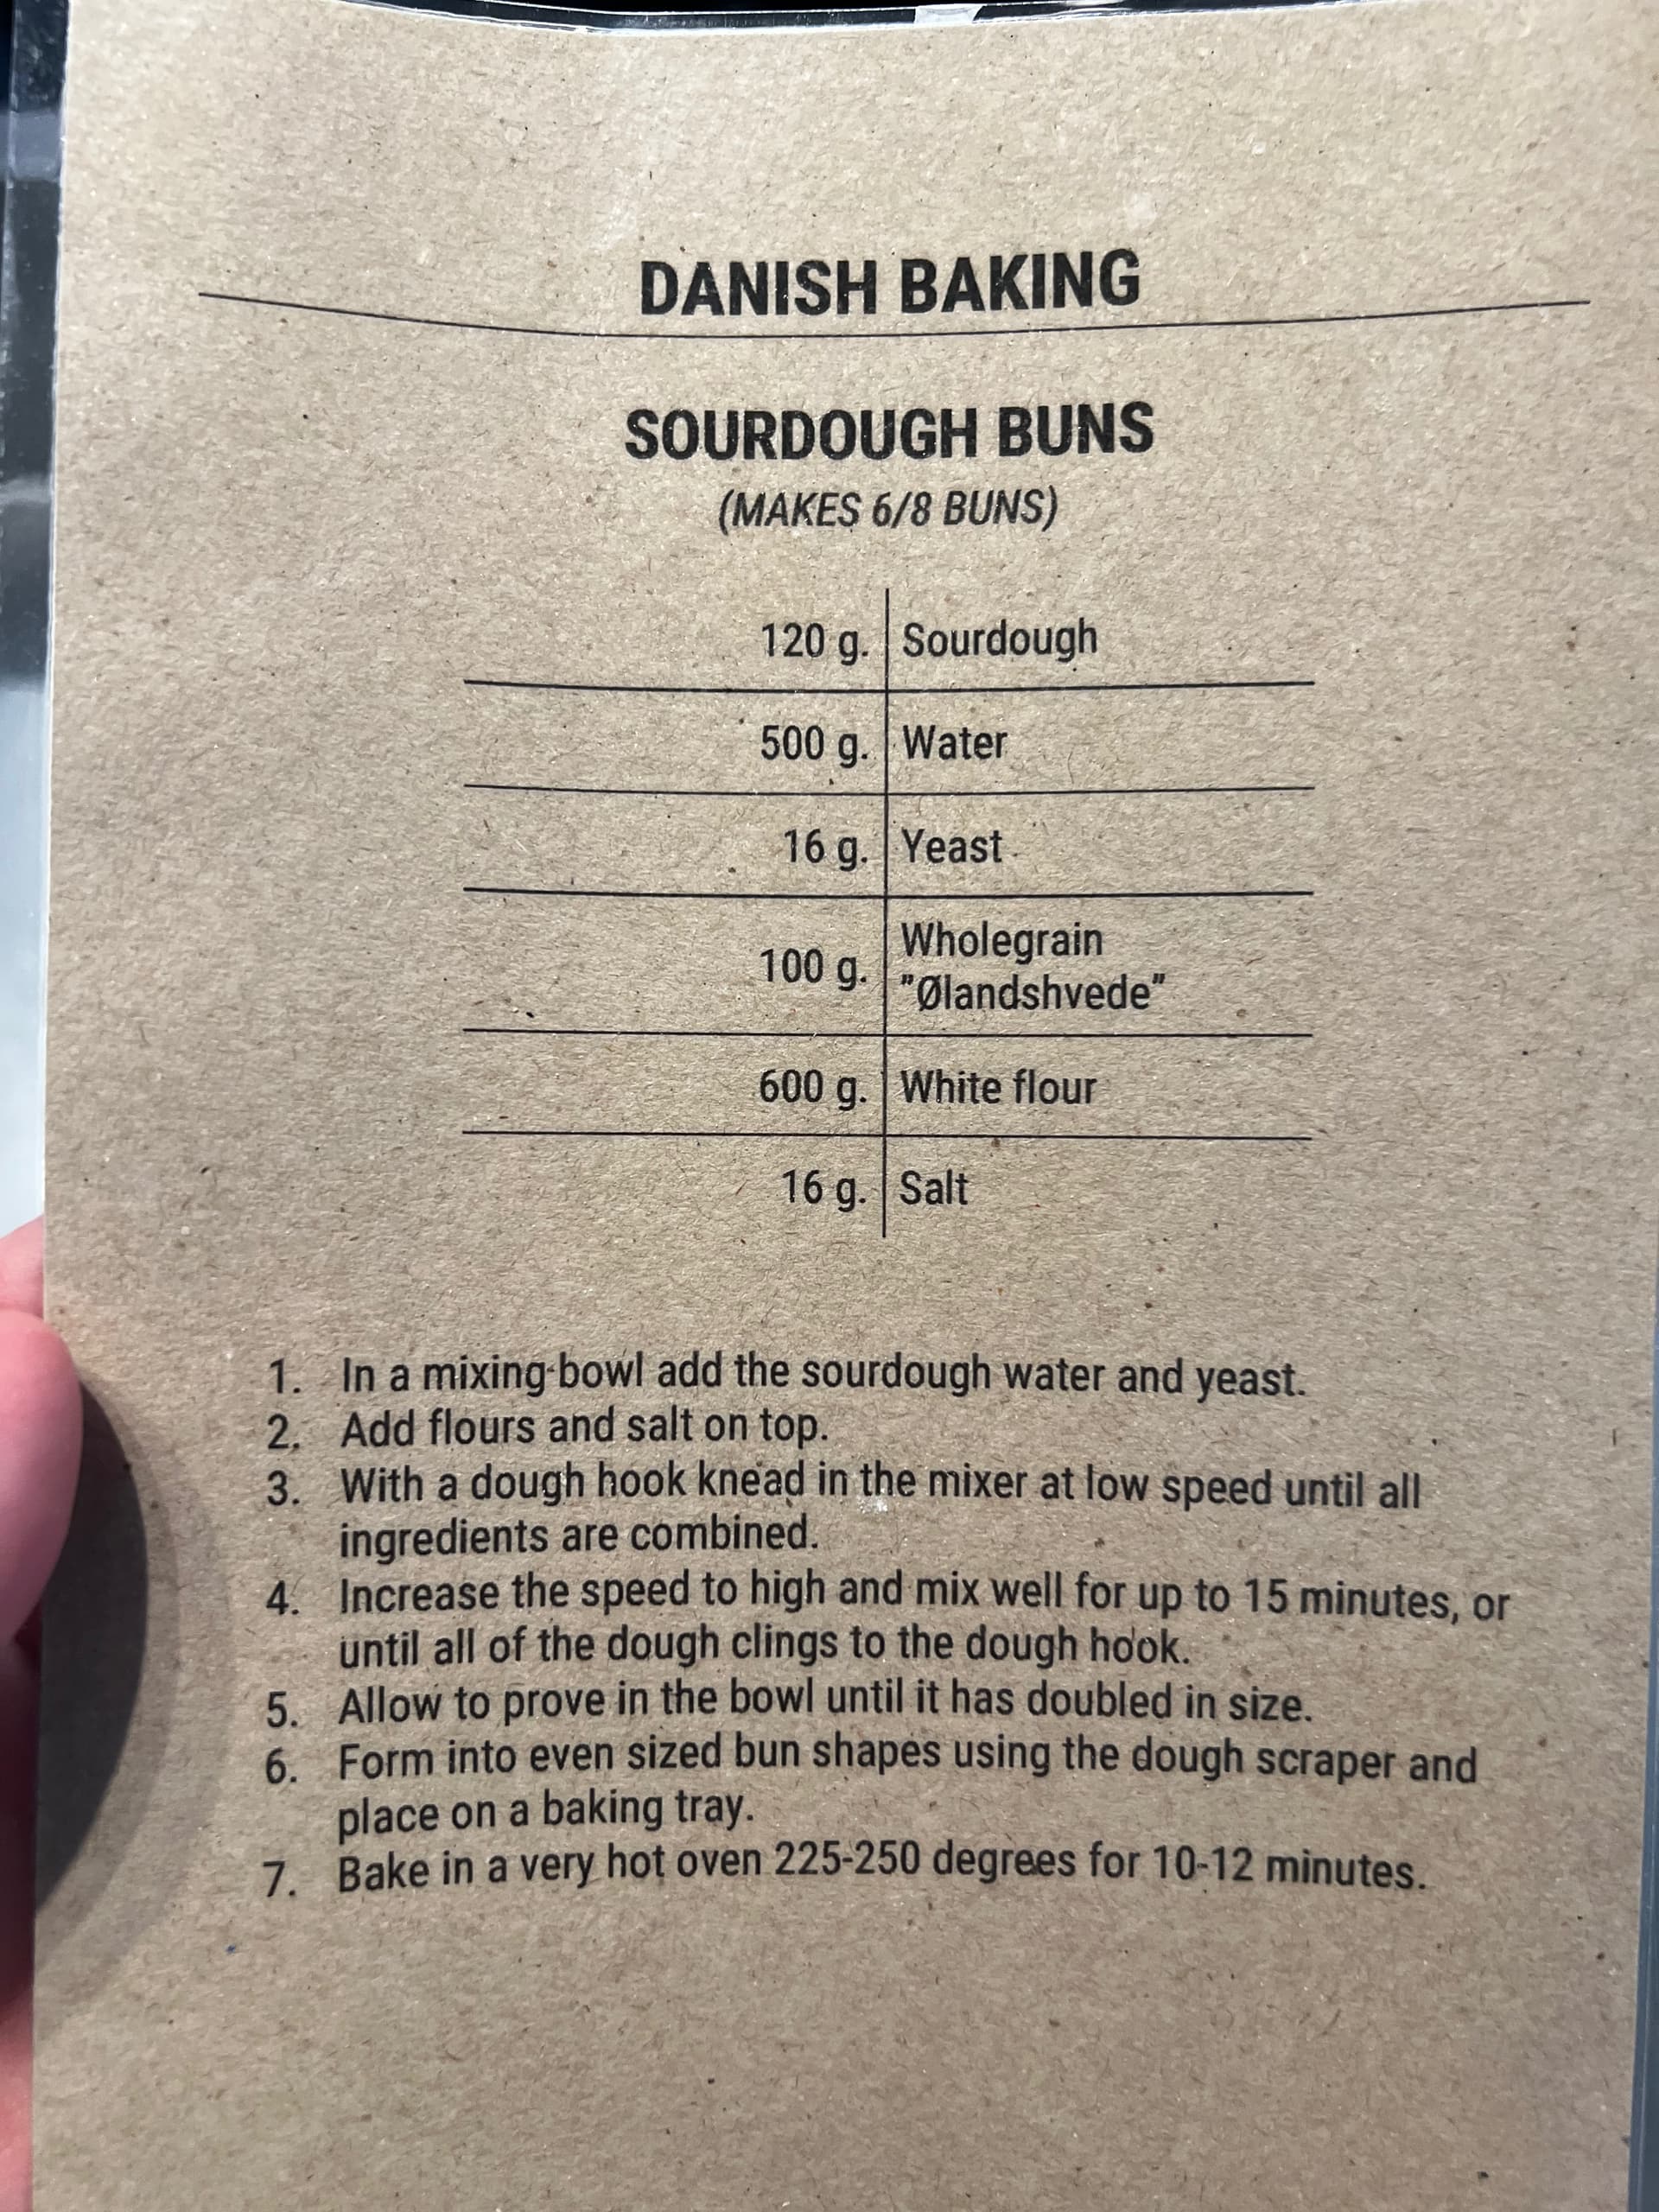 DANISH BAKING
SOURDOUGH BUNS
(MAKES 6/8 BUNS)
120 g. Sourdough
500 g. Water
16 g. Yeast
100 g. Wholegrain
"Ølandshvede"
600 g. White flour
16 g. Salt
1. In a mixing bowl add the sourdough water and yeast.
2. Add flours and salt on top.
3. With a dough hook knead in the mixer at low speed until all
ingredients are combined.
4. Increase the speed to high and mix well for up to 15 minutes, or
until all of the dough clings to the dough hook.
5. Allow to prove in the bowl until it has doubled in size.
6. Form into even sized bun shapes using the dough scraper and
place on a baking tray.
7. Bake in a very hot oven 225-250 degrees for 10-12 minutes.